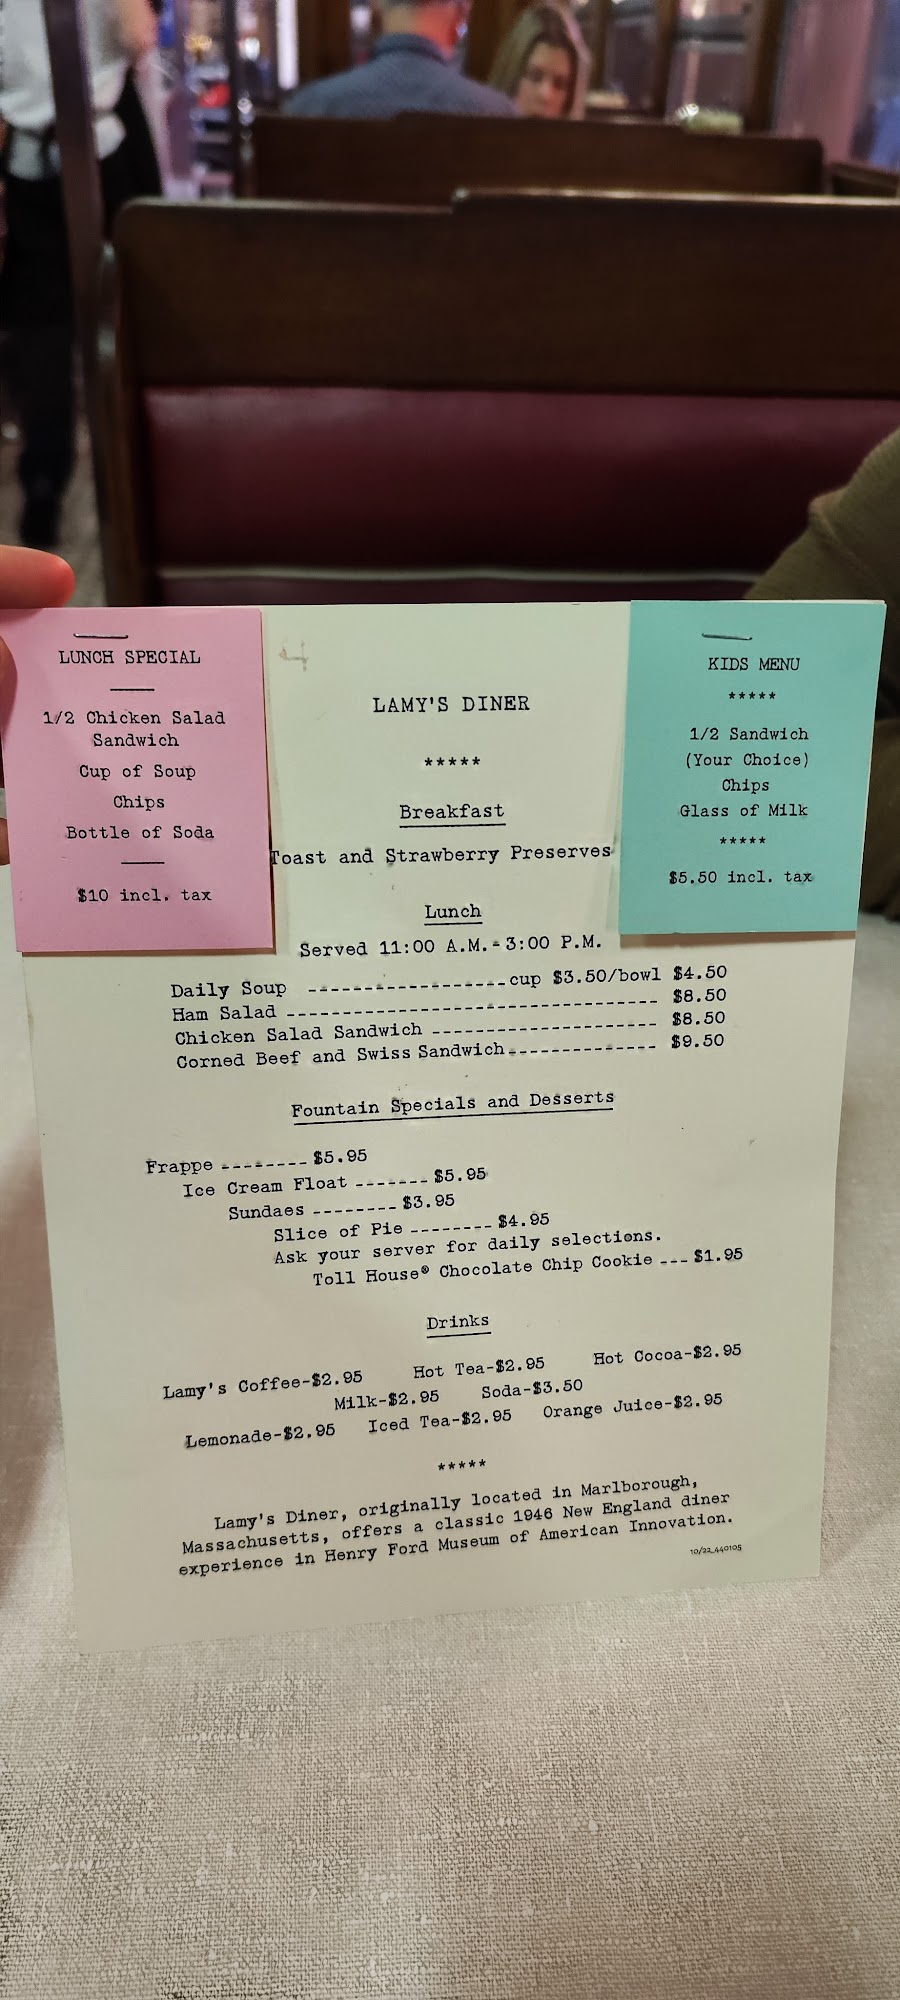 LUNCH SPECIAL
1/2 Chicken Salad
Sandwich
Cup of Soup
Chips
Bottle of Soda
$10 incl. tax
LAMY'S DINER
*****
Breakfast
Toast and Strawberry Preserves
Lunch
Served 11:00 A.M.-3:00 P.M.
KIDS MENU
*****
1/2 Sandwich
(Your Choice)
Chips
Glass of Milk
*****
$5.50 incl. tax
Daily Soup ------------------cup $3.50/bowl $4.50
Ham Salad ---------------------------------- $8.50
Chicken Salad Sandwich -------------------- $8.50
Corned Beef and Swiss Sandwich------------- $9.50
Fountain Specials and Desserts
Frappe --------$5.95
Ice Cream Float -------$5.95
Sundaes --------$3.95
Slice of Pie --------$4.95
Ask your server for daily selections.
Toll House® Chocolate Chip Cookie ---$1.95
Drinks
Lamy's Coffee-$2.95 Hot Tea-$2.95 Hot Cocoa-$2.95
Milk-$2.95 Soda-$3.50
Lemonade-$2.95 Iced Tea-$2.95 Orange Juice-$2.95
*****
Lamy's Diner, originally located in Marlborough,
Massachusetts, offers a classic 1946 New England diner
experience in Henry Ford Museum of American Innovation.
10/22_440105